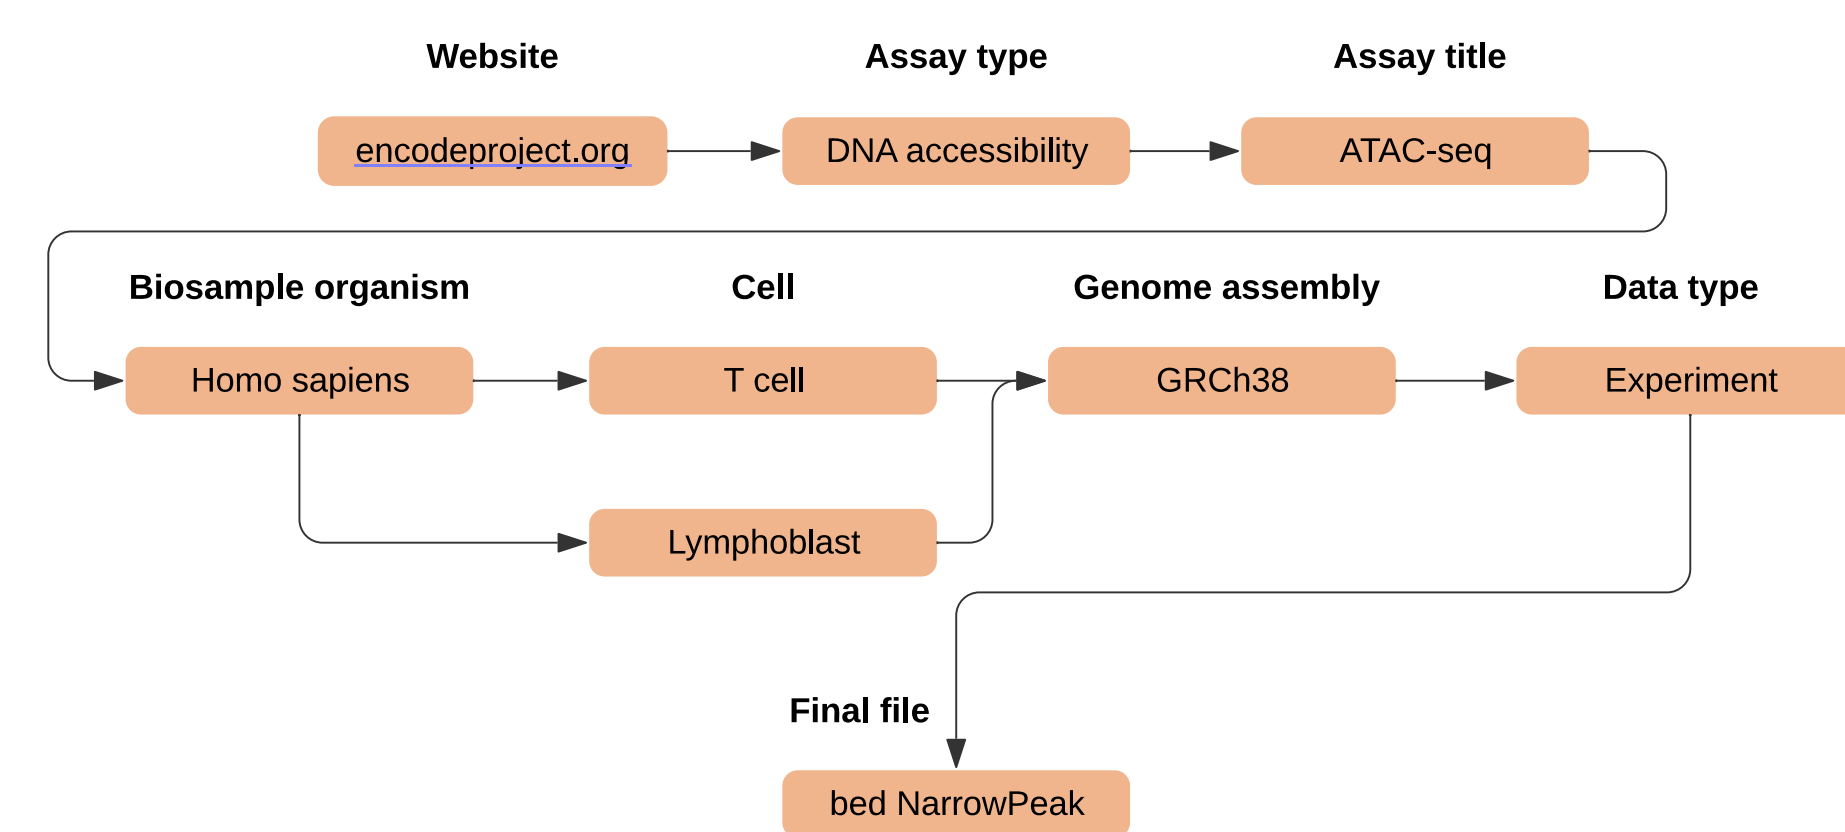 Website
Assay type
Assay title
encodeproject.org
DNA accessibility
ATAC-seq
Biosample organism
Cell
Genome assembly
Data type
Homo sapiens
T cell
GRCh38
Experiment
Lymphoblast
Final file
bed NarrowPeak